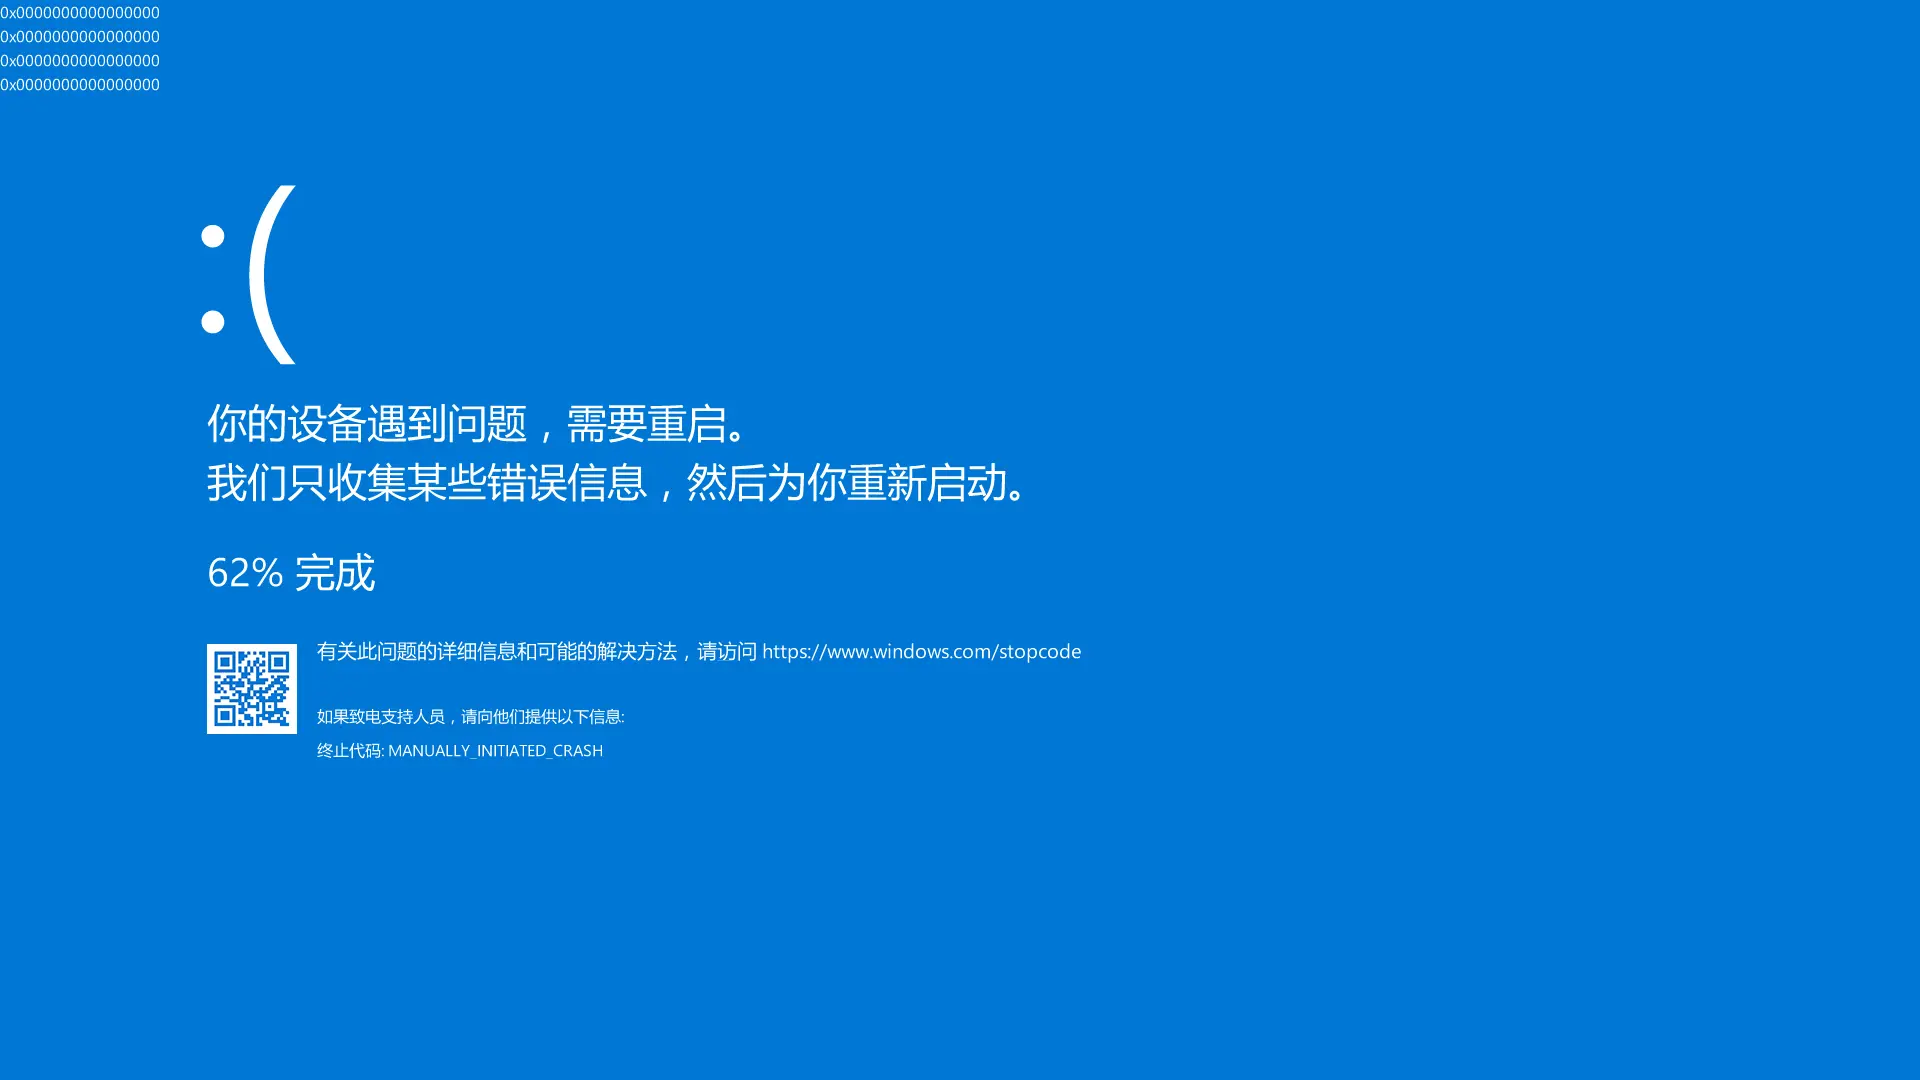 0x0000000000000000
0x0000000000000000
0x0000000000000000
0x0000000000000000
:(
你的设备遇到问题，需要重启。
我们只收集某些错误信息，然后为你重新启动。
62% 完成
有关此问题的详细信息和可能的解决方法，请访问 https://www.windows.com/stopcode
如果致电支持人员，请向他们提供以下信息:
终止代码: MANUALLY_INITIATED_CRASH